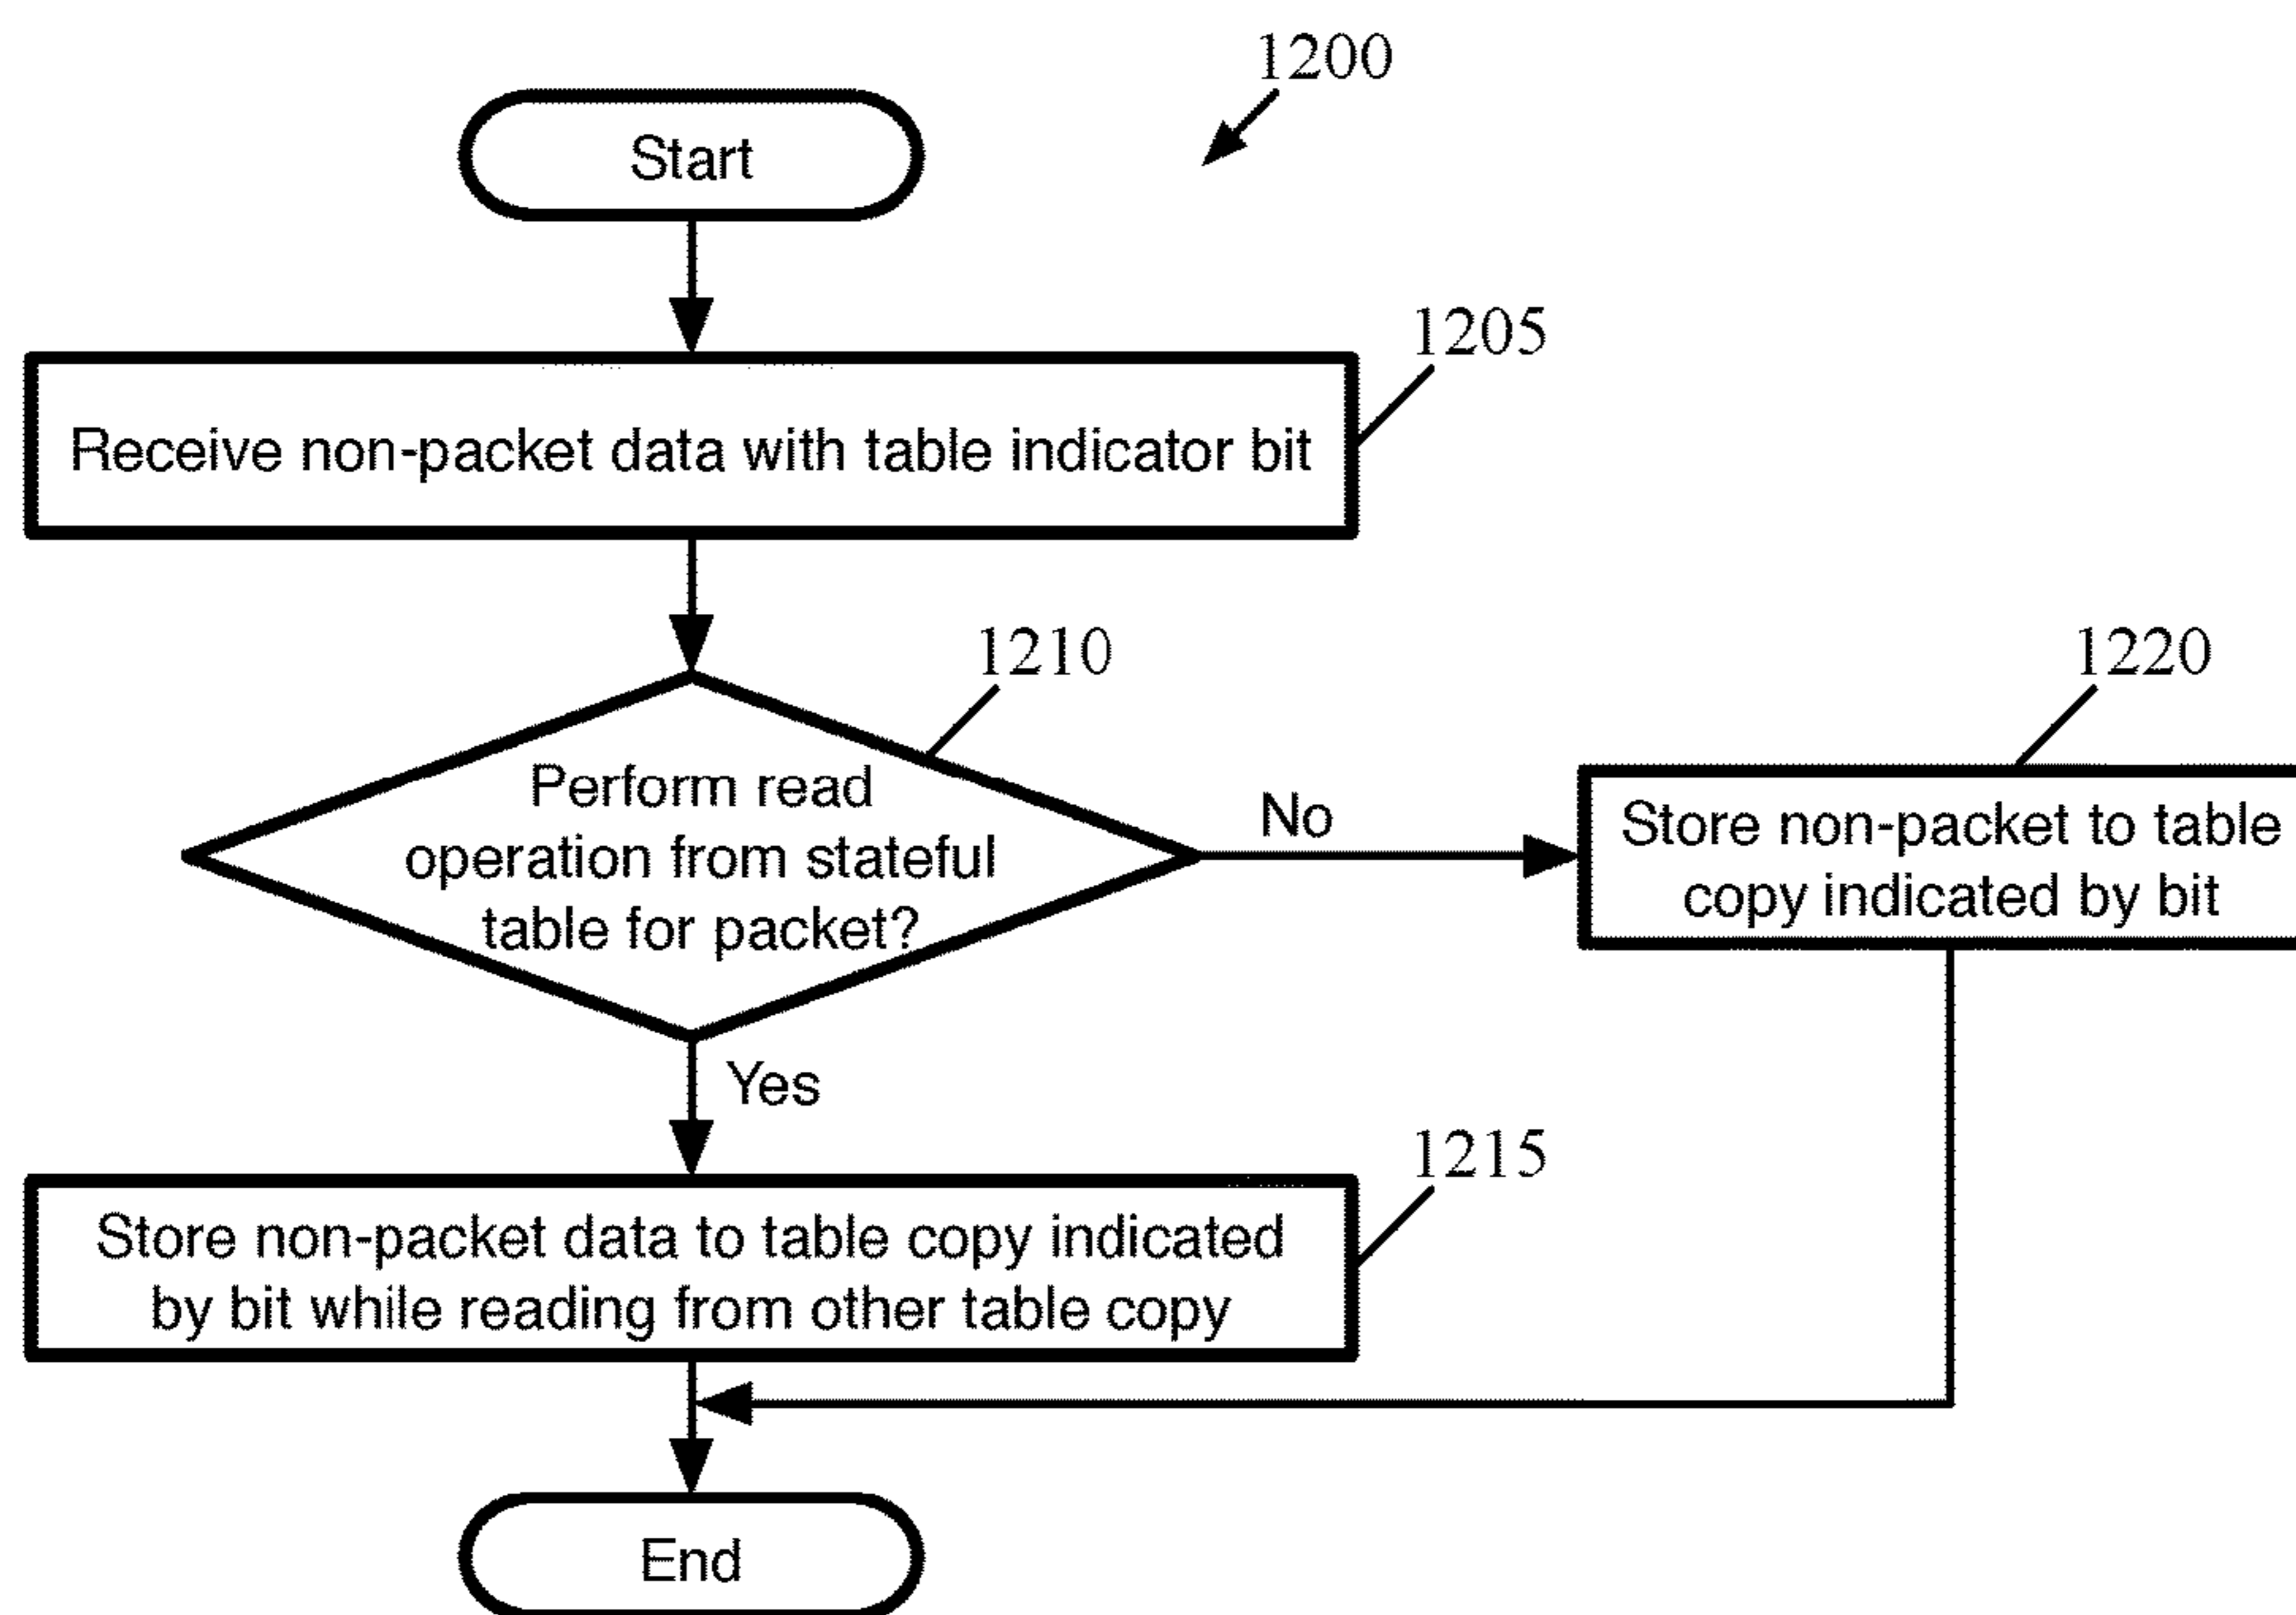 1200
Start
1205
Receive non-packet data with table indicator bit
1210
Perform read
operation from stateful
table for packet?
No
1220
Store non-packet to table
copy indicated by bit
Yes
1215
Store non-packet data to table copy indicated
by bit while reading from other table copy
End